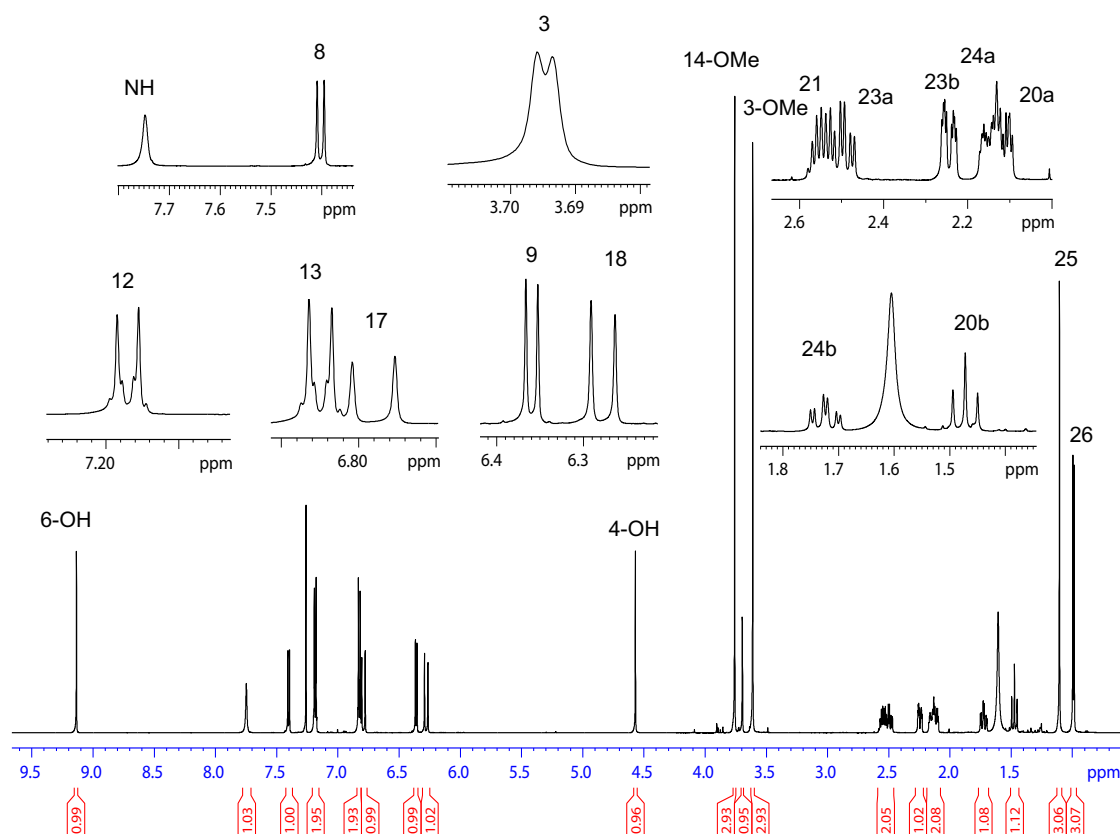 NH
8
7.7 7.6 7.5 ppm
3
3.70 3.69 ppm
14-OMe
3-OMe
21
23a
23b
24a
20a
2.6 2.4 2.2
12
7.20 ppm
13
17
6.80 ppm
9
18
6.4 6.3 ppm
24b
20b
1.8 1.7 1.6 1.5 ppm
25
26
6-OH
4-OH
9.5 9.0 8.5 8.0 7.5 7.0 6.5 6.0 5.5 5.0 4.5 4.0 3.5 3.0 2.5 2.0 1.5 ppm
0.99 1.03 1.00 1.95 1.93 0.99 0.99 1.02 0.96 2.93 0.95 2.93 2.05 1.02 2.08 1.08 1.12 3.06 3.07